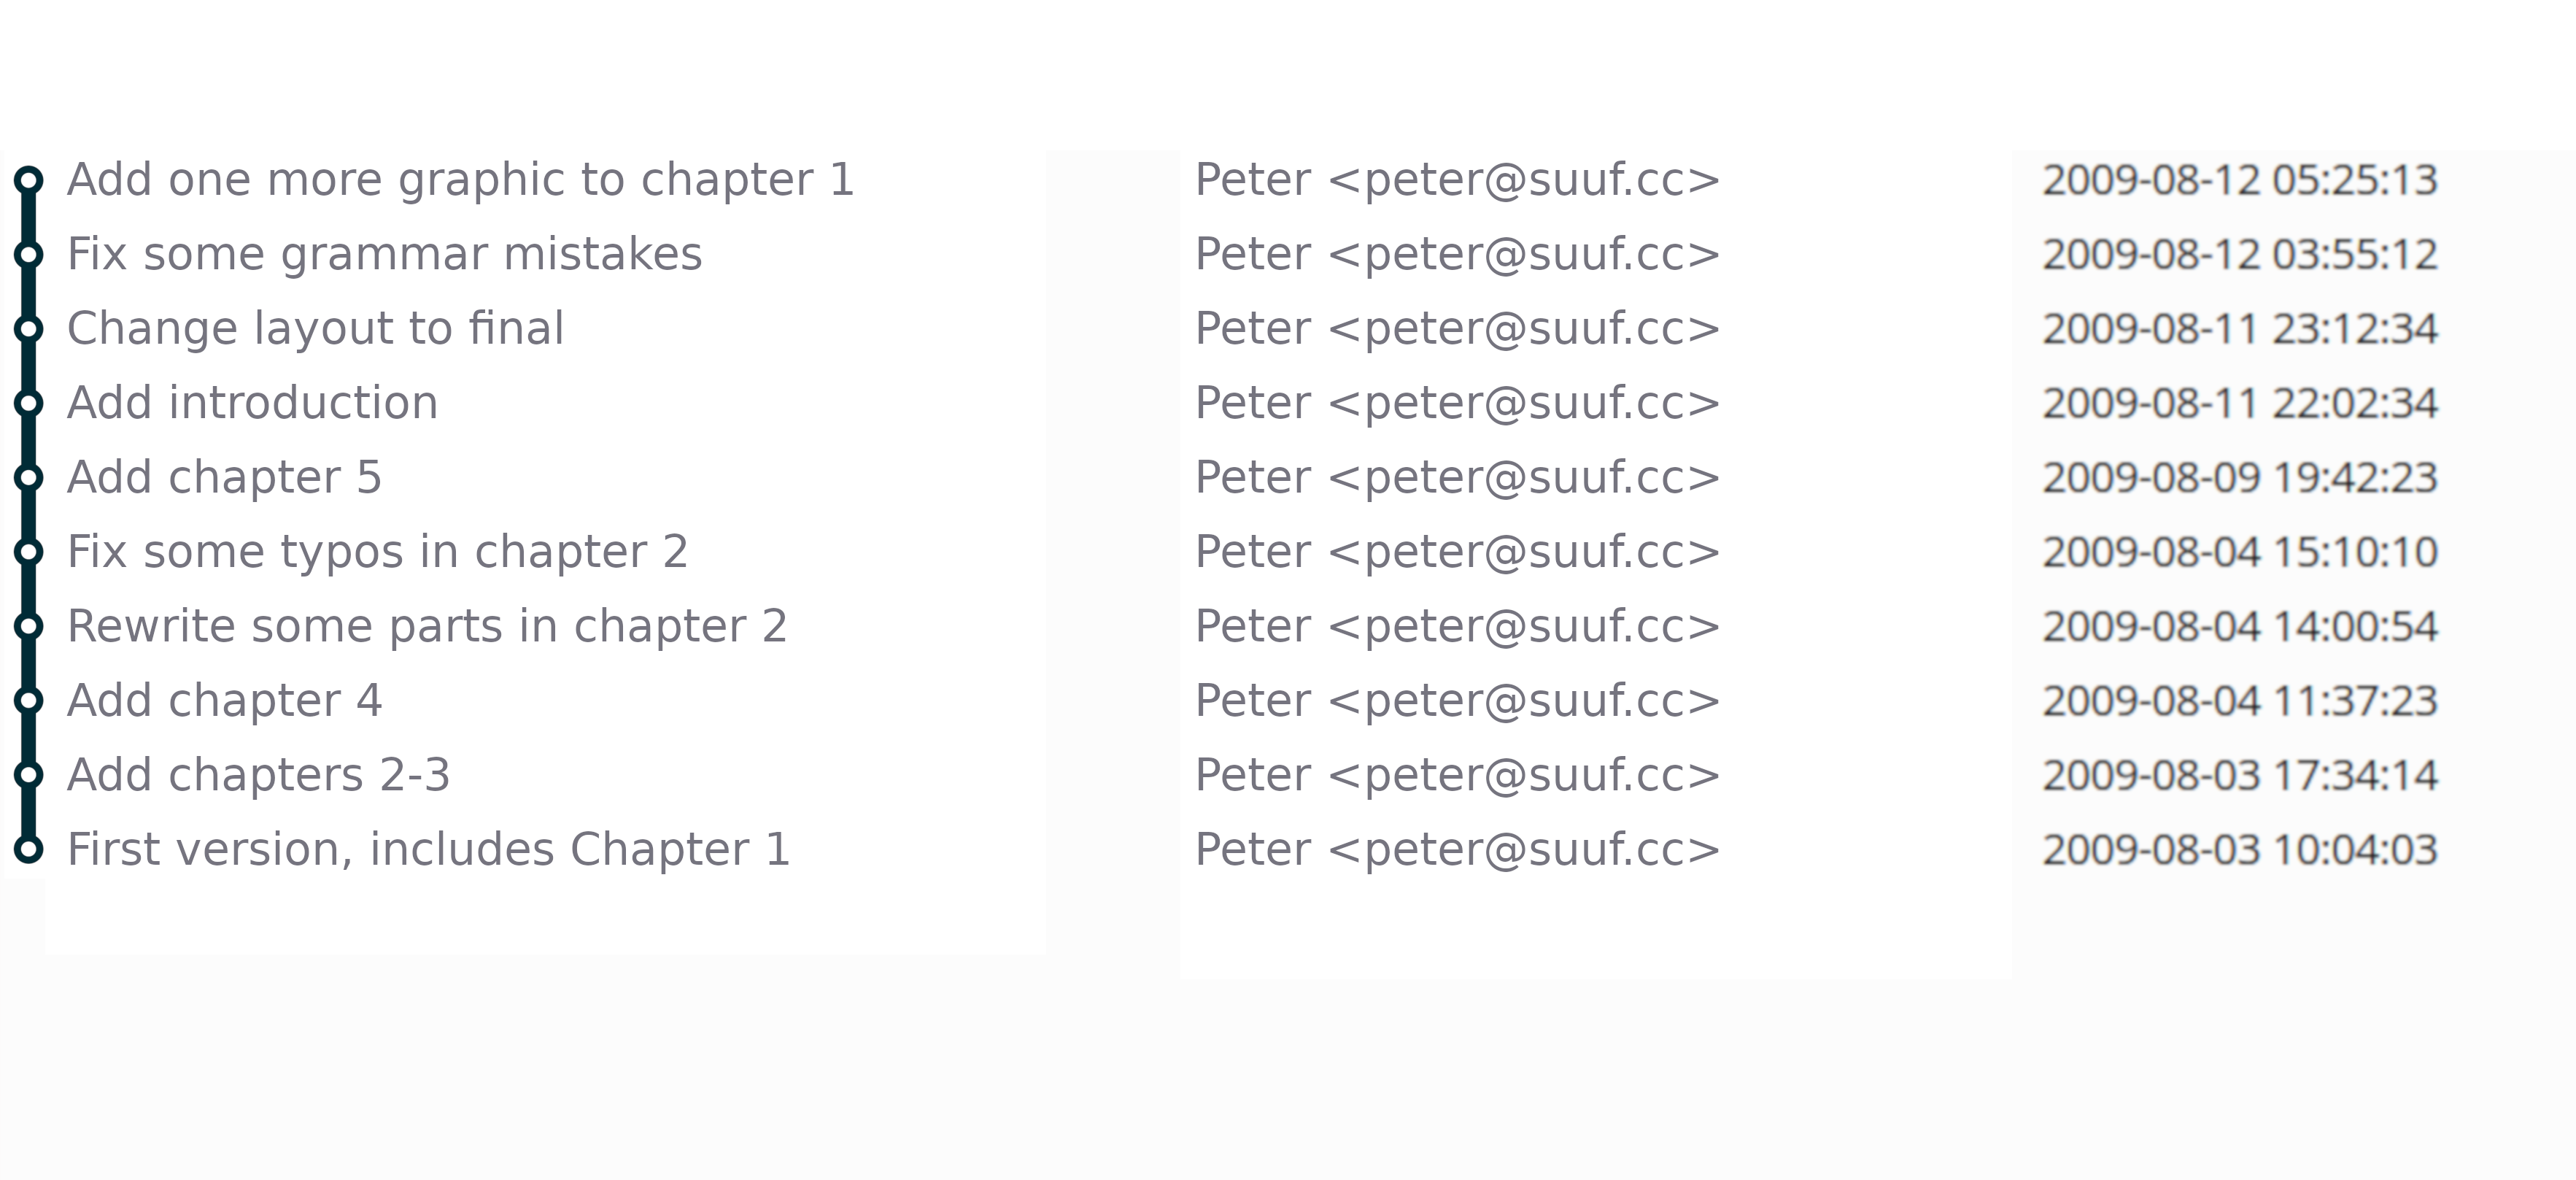 Add one more graphic to chapter 1 Peter <peter@suuf.cc> 2009-08-12 05:25:13
Fix some grammar mistakes Peter <peter@suuf.cc> 2009-08-12 03:55:12
Change layout to final Peter <peter@suuf.cc> 2009-08-11 23:12:34
Add introduction Peter <peter@suuf.cc> 2009-08-11 22:02:34
Add chapter 5 Peter <peter@suuf.cc> 2009-08-09 19:42:23
Fix some typos in chapter 2 Peter <peter@suuf.cc> 2009-08-04 15:10:10
Rewrite some parts in chapter 2 Peter <peter@suuf.cc> 2009-08-04 14:00:54
Add chapter 4 Peter <peter@suuf.cc> 2009-08-04 11:37:23
Add chapters 2-3 Peter <peter@suuf.cc> 2009-08-03 17:34:14
First version, includes Chapter 1 Peter <peter@suuf.cc> 2009-08-03 10:04:03